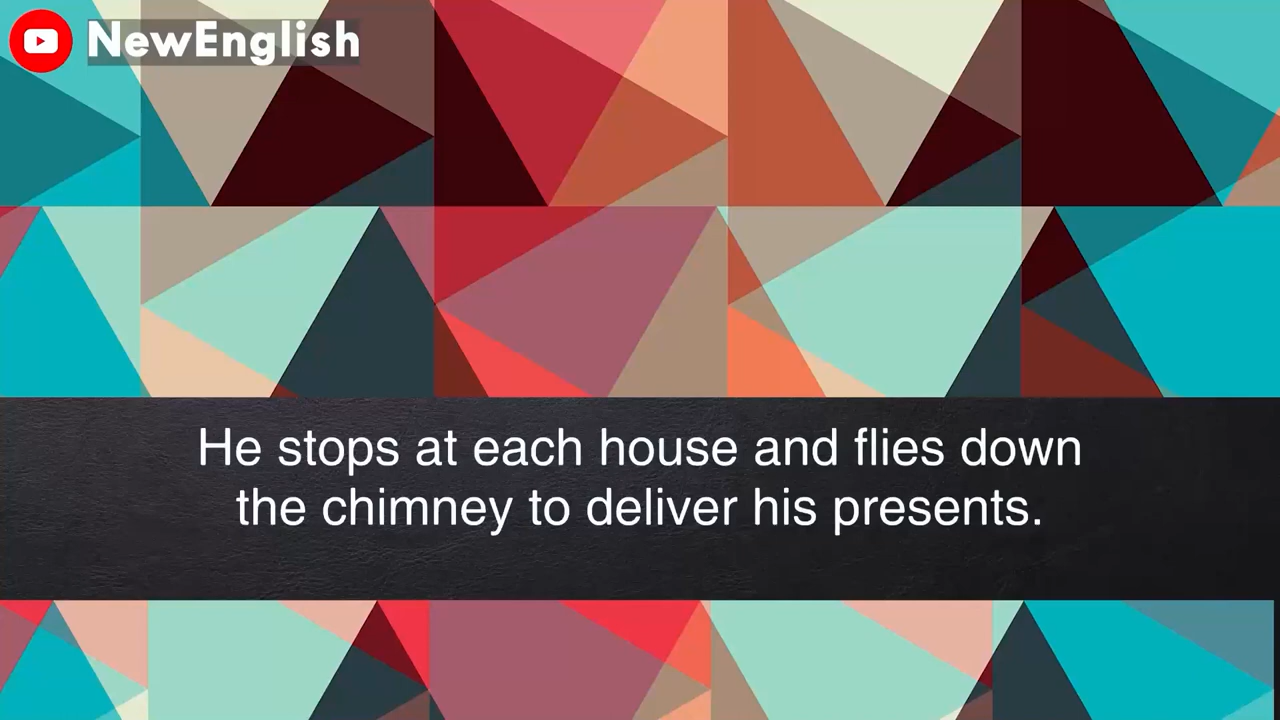 NewEnglish
He stops at each house and flies down
the chimney to deliver his presents.